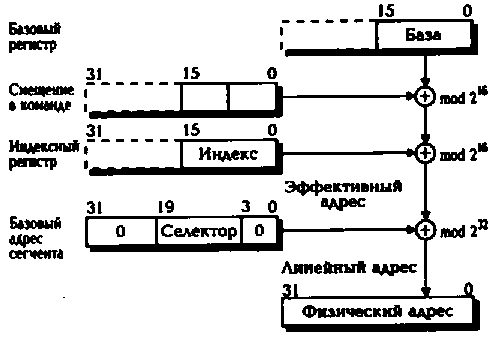 Базовый
регистр
15 0
База
Смещение
в команде
31 15 0
mod 2¹⁶
Индексный
регистр
31 15 0
Индекс
mod 2¹⁶
Эффективный
адрес
Базовый
адрес
сегмента
31 19 3 0
0 Селектор 0
mod 2³²
Линейный адрес
31 0
Физический адрес